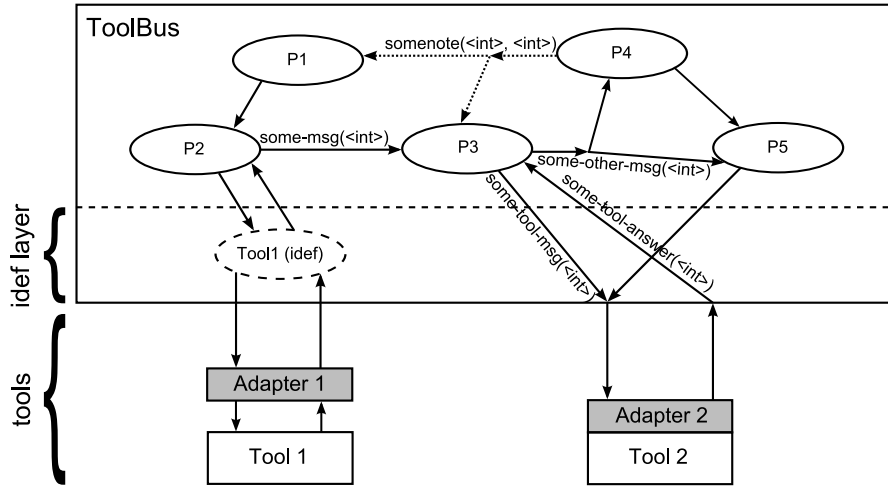 ToolBus
somenote(<int>, <int>)
P1
P4
P2
some-msg(<int>)
P3
some-other-msg(<int>)
P5
some-tool-msg(<int>)
some-tool-answer(<int>)
idef layer
Tool1 (idef)
tools
Adapter 1
Tool 1
Adapter 2
Tool 2